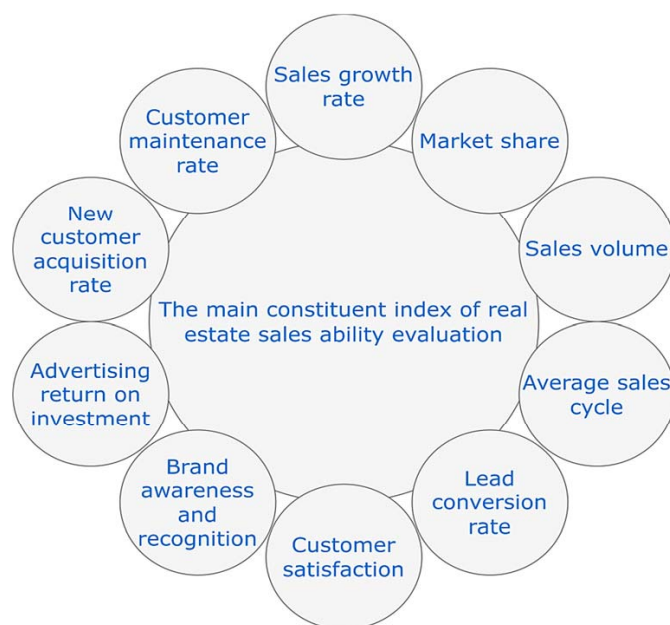 Sales growth
rate
Market share
Sales volume
Average sales
cycle
Lead
conversion
rate
Customer
satisfaction
Brand
awareness
and
recognition
Advertising
return on
investment
New
customer
acquisition
rate
Customer
maintenance
rate
The main constituent index of real
estate sales ability evaluation